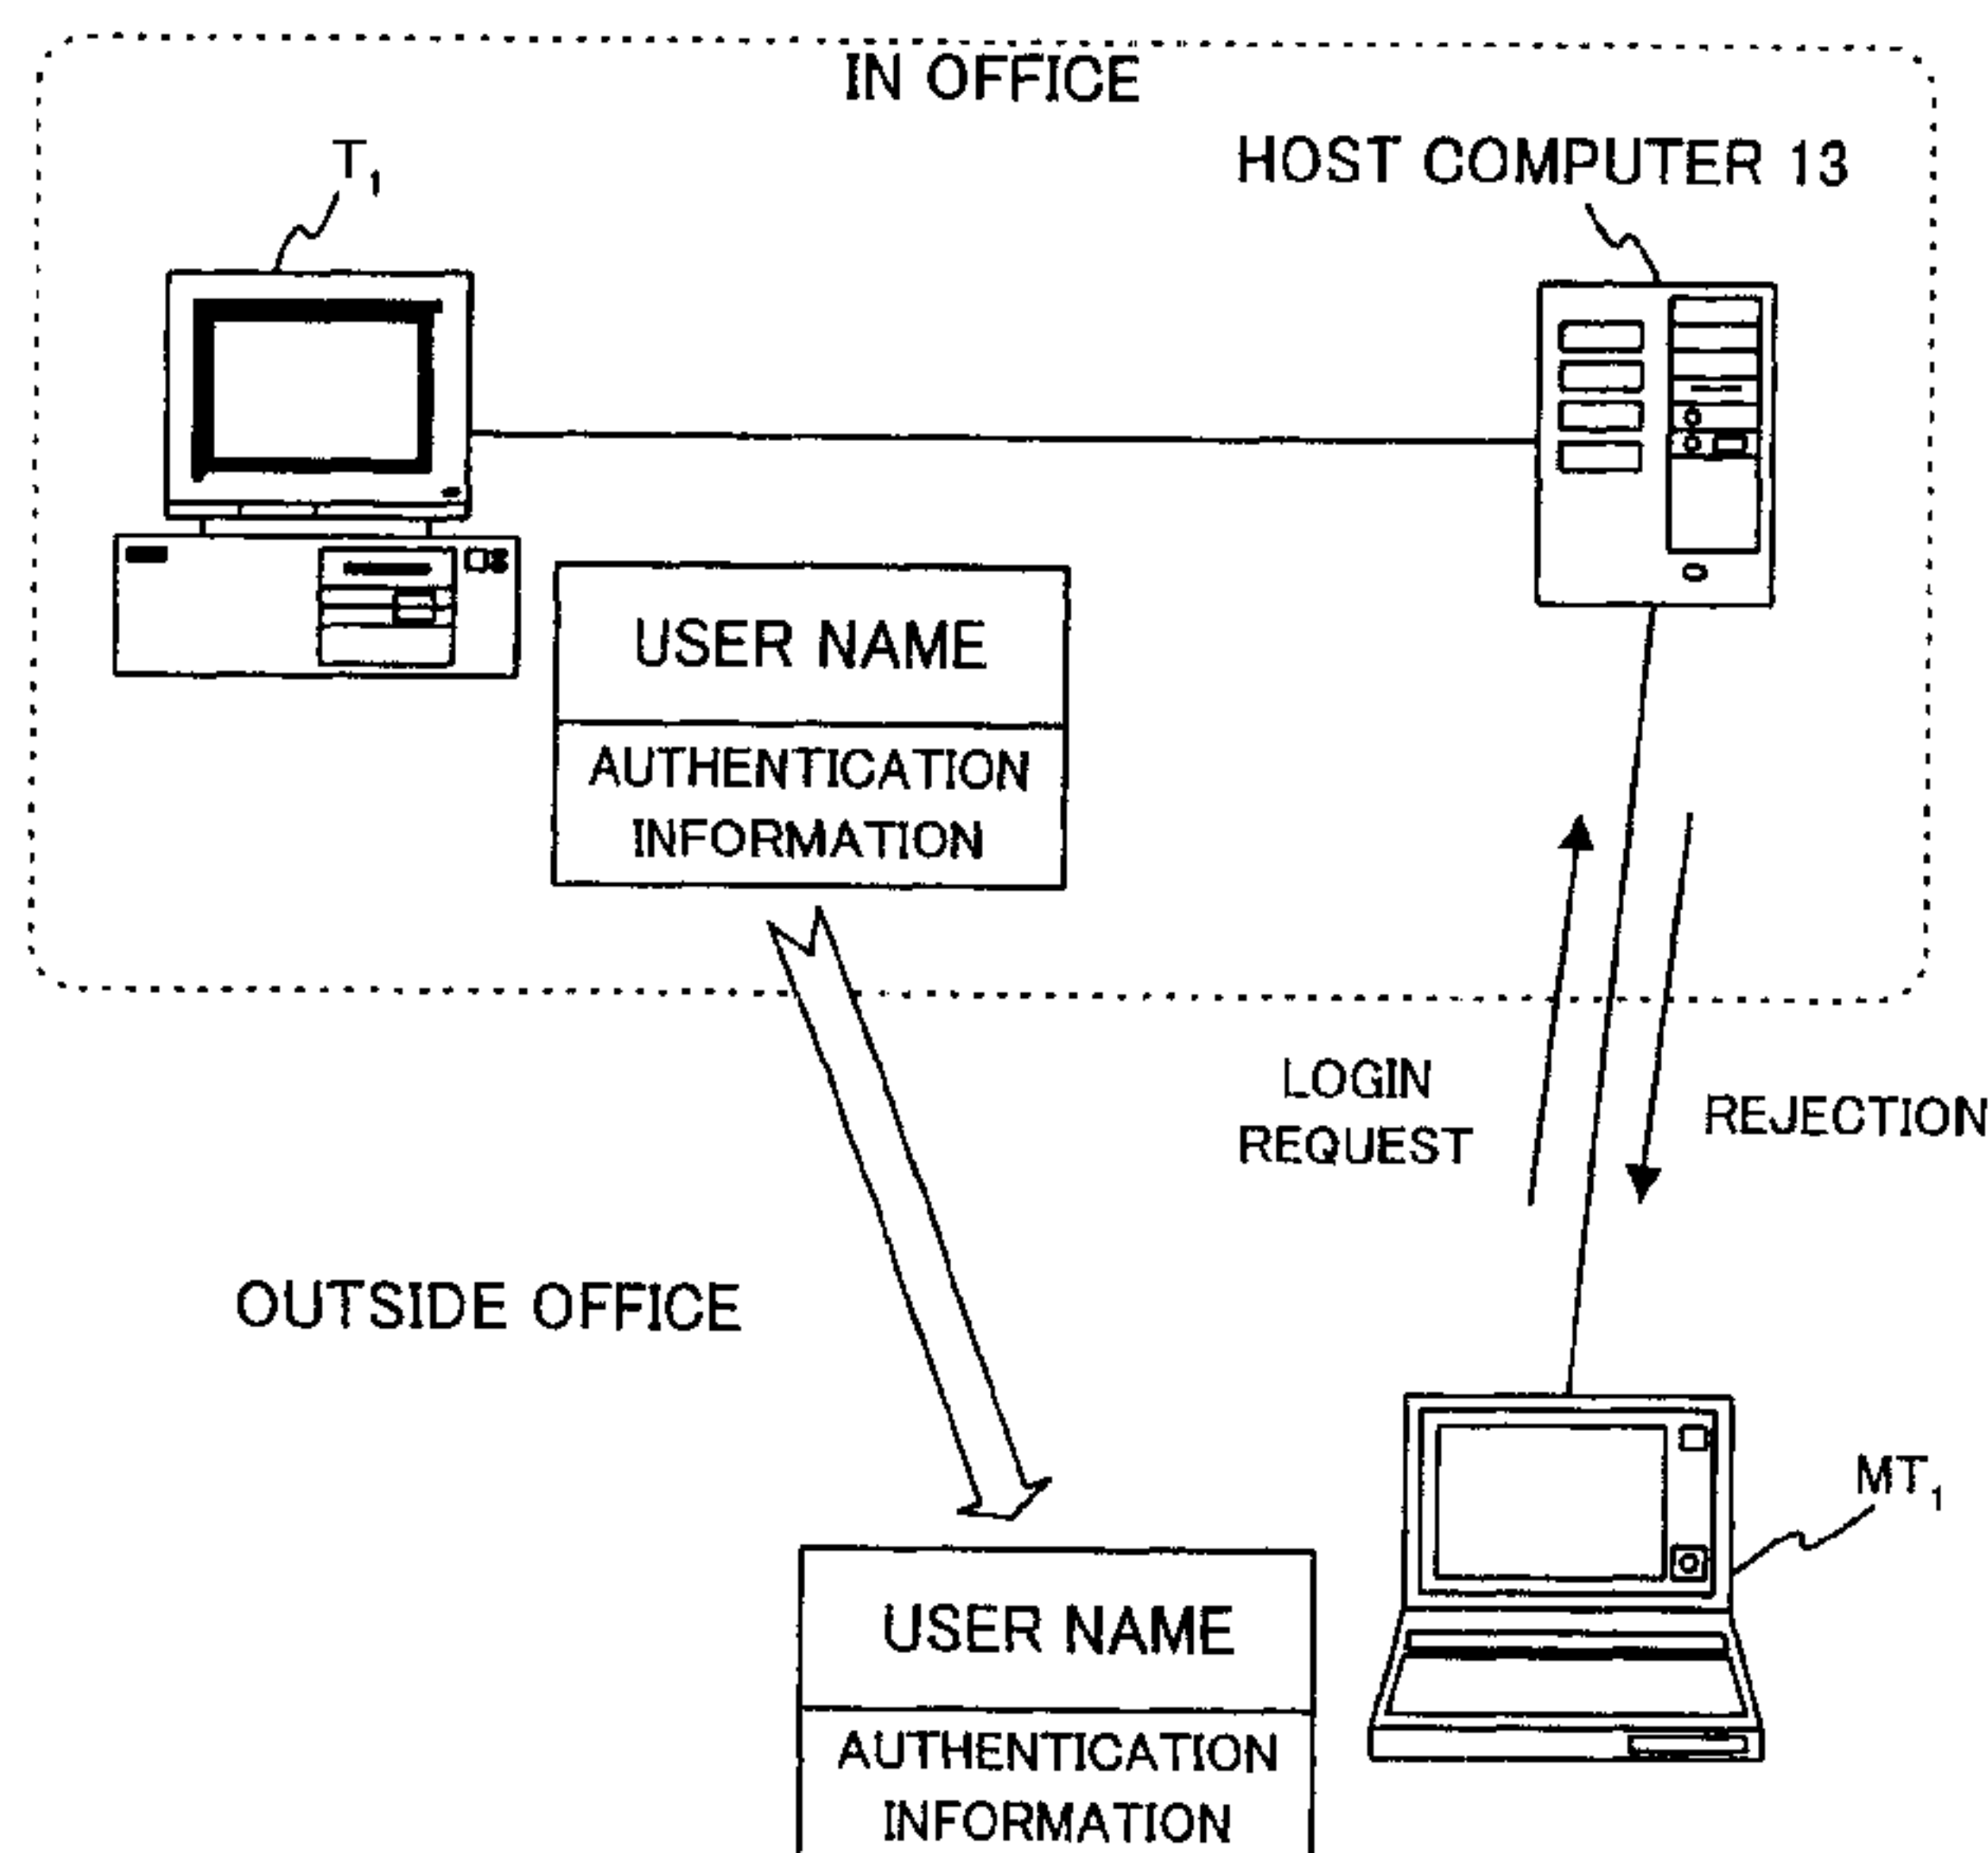 IN OFFICE
T1
HOST COMPUTER 13
USER NAME
AUTHENTICATION
INFORMATION
LOGIN
REQUEST
REJECTION
OUTSIDE OFFICE
MT1
USER NAME
AUTHENTICATION
INFORMATION